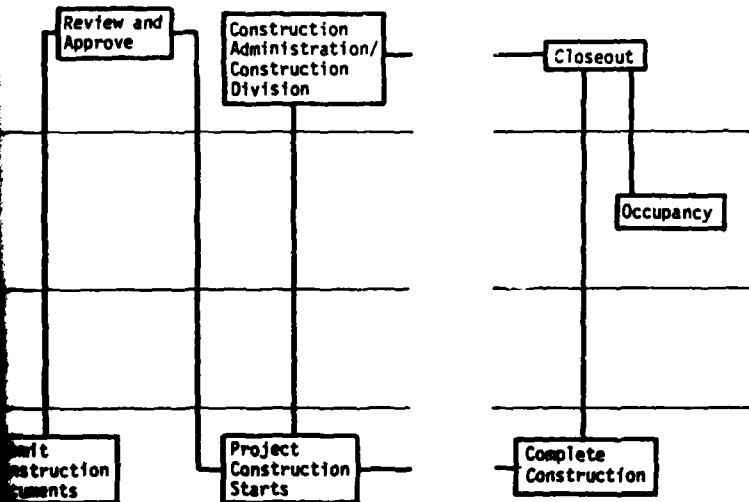 Review and
Approve
Construction
Administration/
Construction
Division
Closeout
Occupancy
Project
Construction
Starts
Complete
Construction